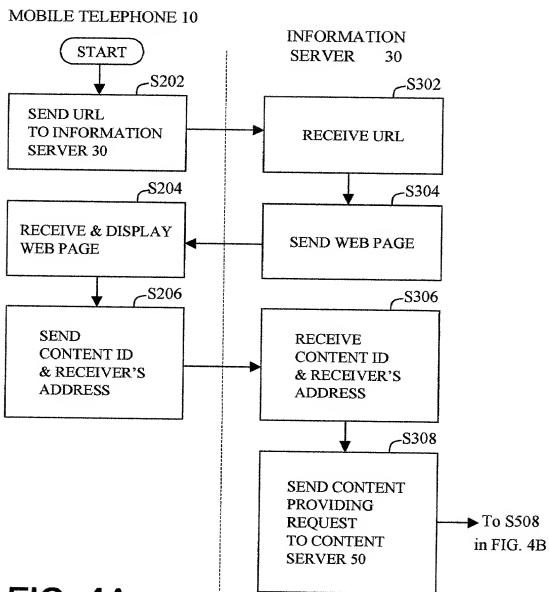 MOBILE TELEPHONE 10
INFORMATION
SERVER 30
START
S202
SEND URL
TO INFORMATION
SERVER 30
S302
RECEIVE URL
S204
RECEIVE & DISPLAY
WEB PAGE
S304
SEND WEB PAGE
S206
SEND
CONTENT ID
& RECEIVER'S
ADDRESS
S306
RECEIVE
CONTENT ID
& RECEIVER'S
ADDRESS
S308
SEND CONTENT
PROVIDING
REQUEST
TO CONTENT
SERVER 50
To S508
in FIG. 4B
FIG. 4A